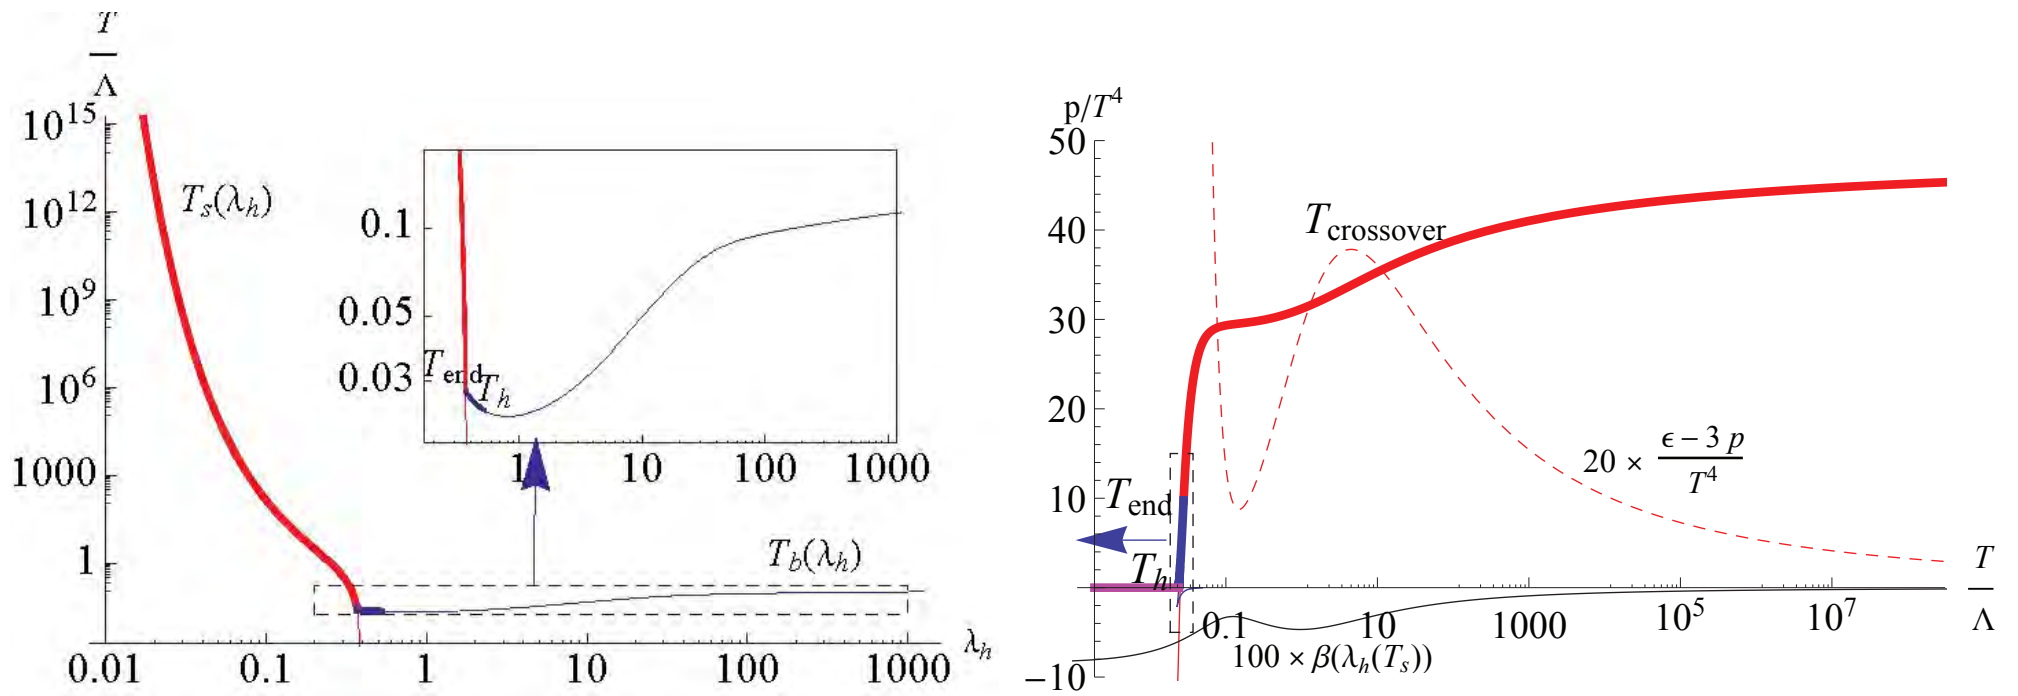 T
Λ
10^15
10^12
10^9
10^6
1000
1
T_s(λ_h)
0.1
0.05
0.03
T_end
T_h
1 10 100 1000
T_b(λ_h)
0.01 0.1 1 10 100 1000 λ_h
p/T^4
50
40
30
20
10
−10
T_crossover
20 × (ϵ − 3 p)/T^4
T_end
T_h
0.1 10 1000 10^5 10^7
T/Λ
100 × β(λ_h(T_s))